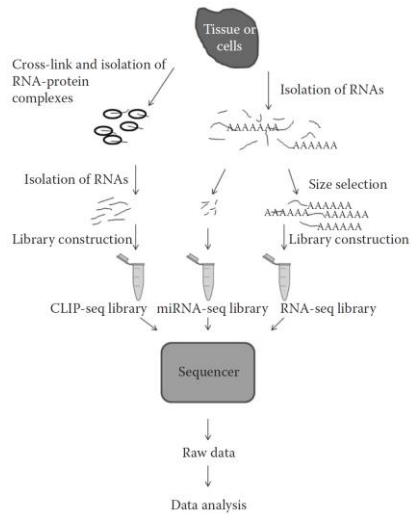 Tissue or
cells
Cross-link and isolation of
RNA-protein
complexes
Isolation of RNAs
AAAAAAA
AAAAAA
Isolation of RNAs
Size selection
AAAAAA
AAAAAA
AAAAAA
AAAAAA
Library construction
Library construction
CLIP-seq library
miRNA-seq library
RNA-seq library
Sequencer
Raw data
Data analysis